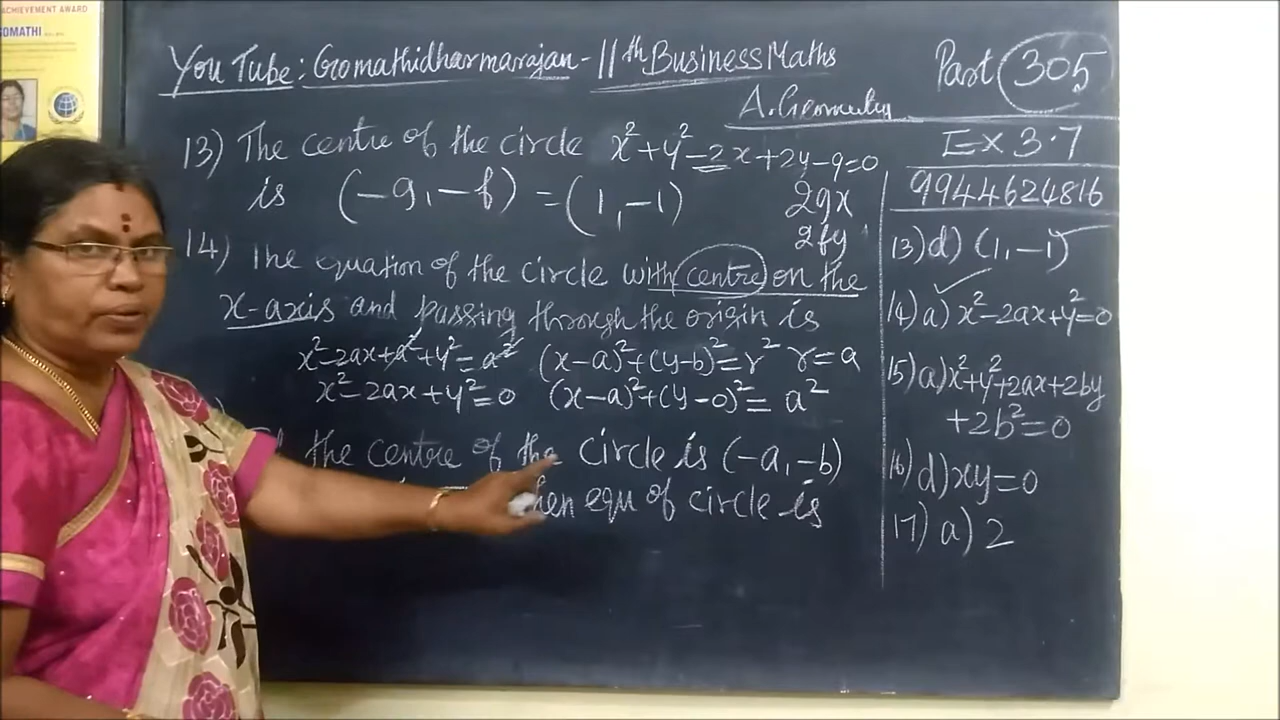 ACHIEVEMENT AWARD
GOMATHI
You Tube: Gomathidharmarajan - 11th Business Maths
Part 305
A. Geometry
EX 3.7
9944624816
13) The centre of the circle x²+y²-2x+2y-9=0
is (-g,-f) = (1,-1) 2gx
2fy
14) The equation of the circle with centre on the
x-axis and passing through the origin is
x²-2ax+a²+y²=a² (x-a)²+(y-b)²=r² r=a
x²-2ax+y²=0 (x-a)²+(y-0)²=a²
the centre of the circle is (-a,-b)
then equ of circle is
13) d) (1,-1)
14) a) x²-2ax+y²=0
15) a) x²+y²+2ax+2by
+2b²=0
16) d) xy=0
17) a) 2